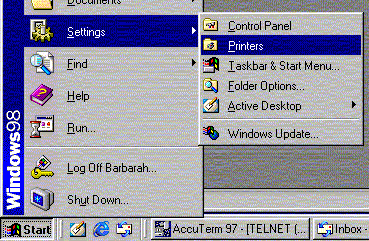 Documents
Settings
Find
Help
Run...
Log Off Barbarah...
Shut Down...
Windows98
Control Panel
Printers
Taskbar & Start Menu...
Folder Options...
Active Desktop
Windows Update...
Start
AccuTerm 97 - [TELNET (...
Inbox -